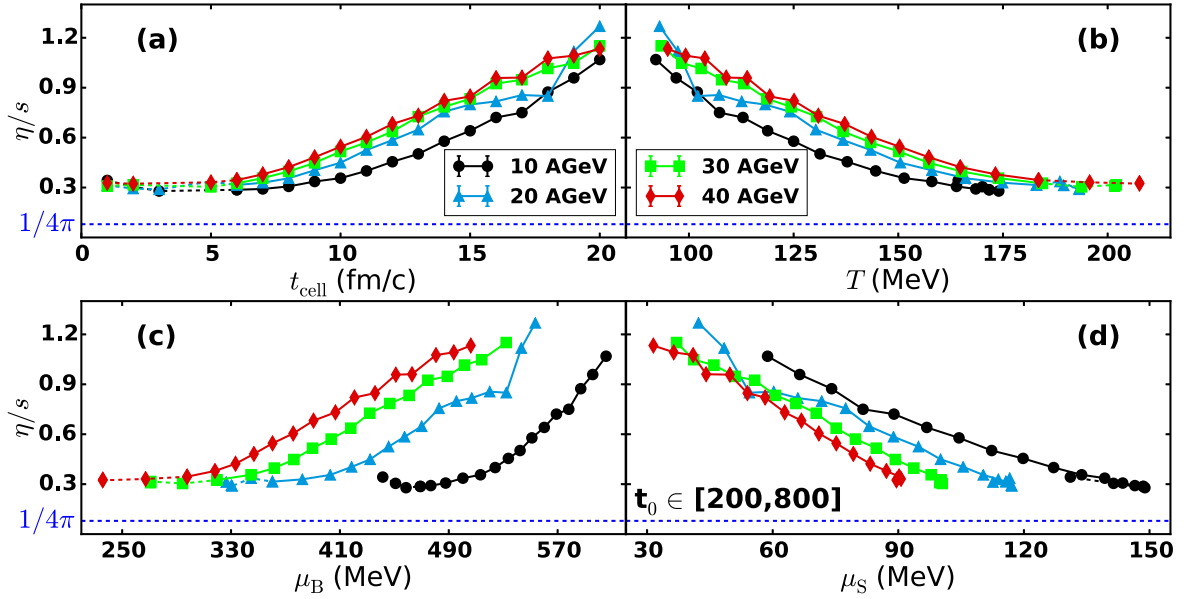 (a)
(b)
η/s
1.2
0.9
0.6
0.3
1/4π
10 AGeV
20 AGeV
30 AGeV
40 AGeV
0 5 10 15 20
t_cell (fm/c)
100 125 150 175 200
T (MeV)
(c)
(d)
η/s
1.2
0.9
0.6
0.3
1/4π
t₀ ∈ [200,800]
250 330 410 490 570
μ_B (MeV)
30 60 90 120 150
μ_S (MeV)